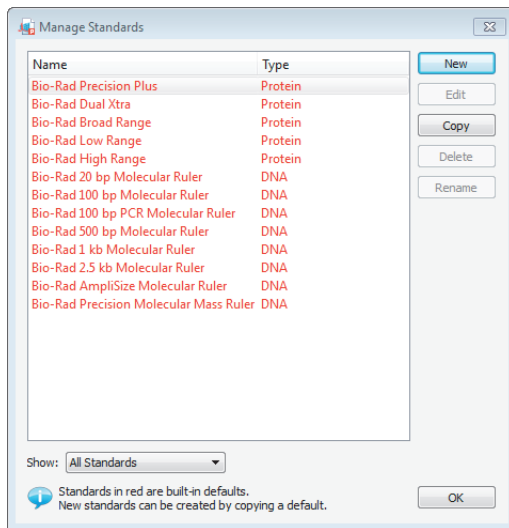 Manage Standards
Name Type
Bio-Rad Precision Plus Protein
Bio-Rad Dual Xtra Protein
Bio-Rad Broad Range Protein
Bio-Rad Low Range Protein
Bio-Rad High Range Protein
Bio-Rad 20 bp Molecular Ruler DNA
Bio-Rad 100 bp Molecular Ruler DNA
Bio-Rad 100 bp PCR Molecular Ruler DNA
Bio-Rad 500 bp Molecular Ruler DNA
Bio-Rad 1 kb Molecular Ruler DNA
Bio-Rad 2.5 kb Molecular Ruler DNA
Bio-Rad AmpliSize Molecular Ruler DNA
Bio-Rad Precision Molecular Mass Ruler DNA
New
Edit
Copy
Delete
Rename
Show: All Standards
Standards in red are built-in defaults.
New standards can be created by copying a default.
OK